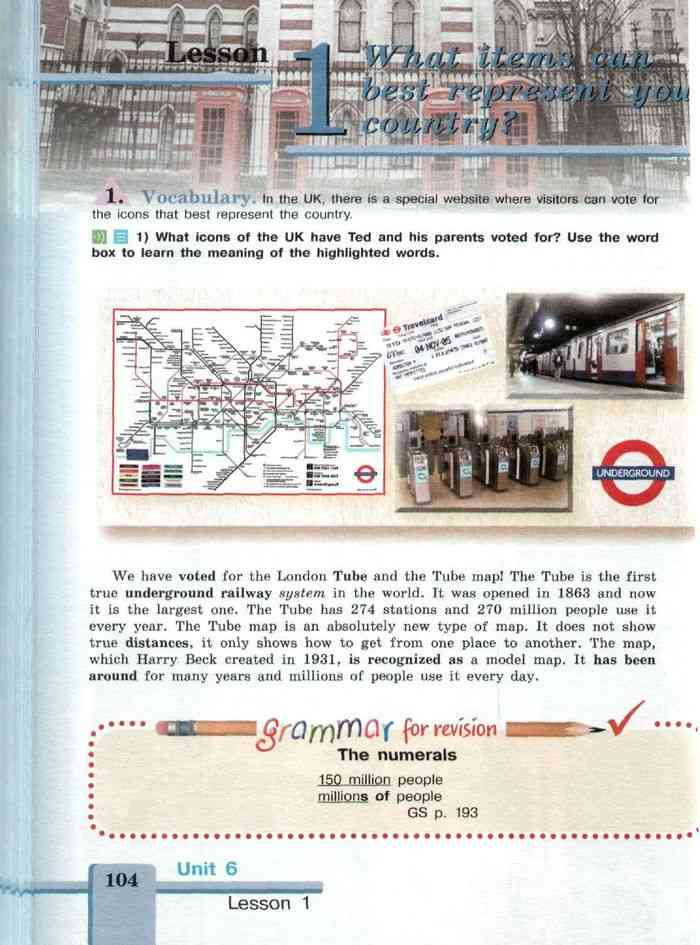 Lesson
1
What items can
best represent you
country?
1. Vocabulary. In the UK, there is a special website where visitors can vote for
the icons that best represent the country.
1) What icons of the UK have Ted and his parents voted for? Use the word
box to learn the meaning of the highlighted words.
Travelcard
04 NOV 05
UNDERGROUND
We have voted for the London Tube and the Tube map! The Tube is the first
true underground railway system in the world. It was opened in 1863 and now
it is the largest one. The Tube has 274 stations and 270 million people use it
every year. The Tube map is an absolutely new type of map. It does not show
true distances, it only shows how to get from one place to another. The map,
which Harry Beck created in 1931, is recognized as a model map. It has been
around for many years and millions of people use it every day.
grammar for revision
The numerals
150 million people
millions of people
GS p. 193
104
Unit 6
Lesson 1